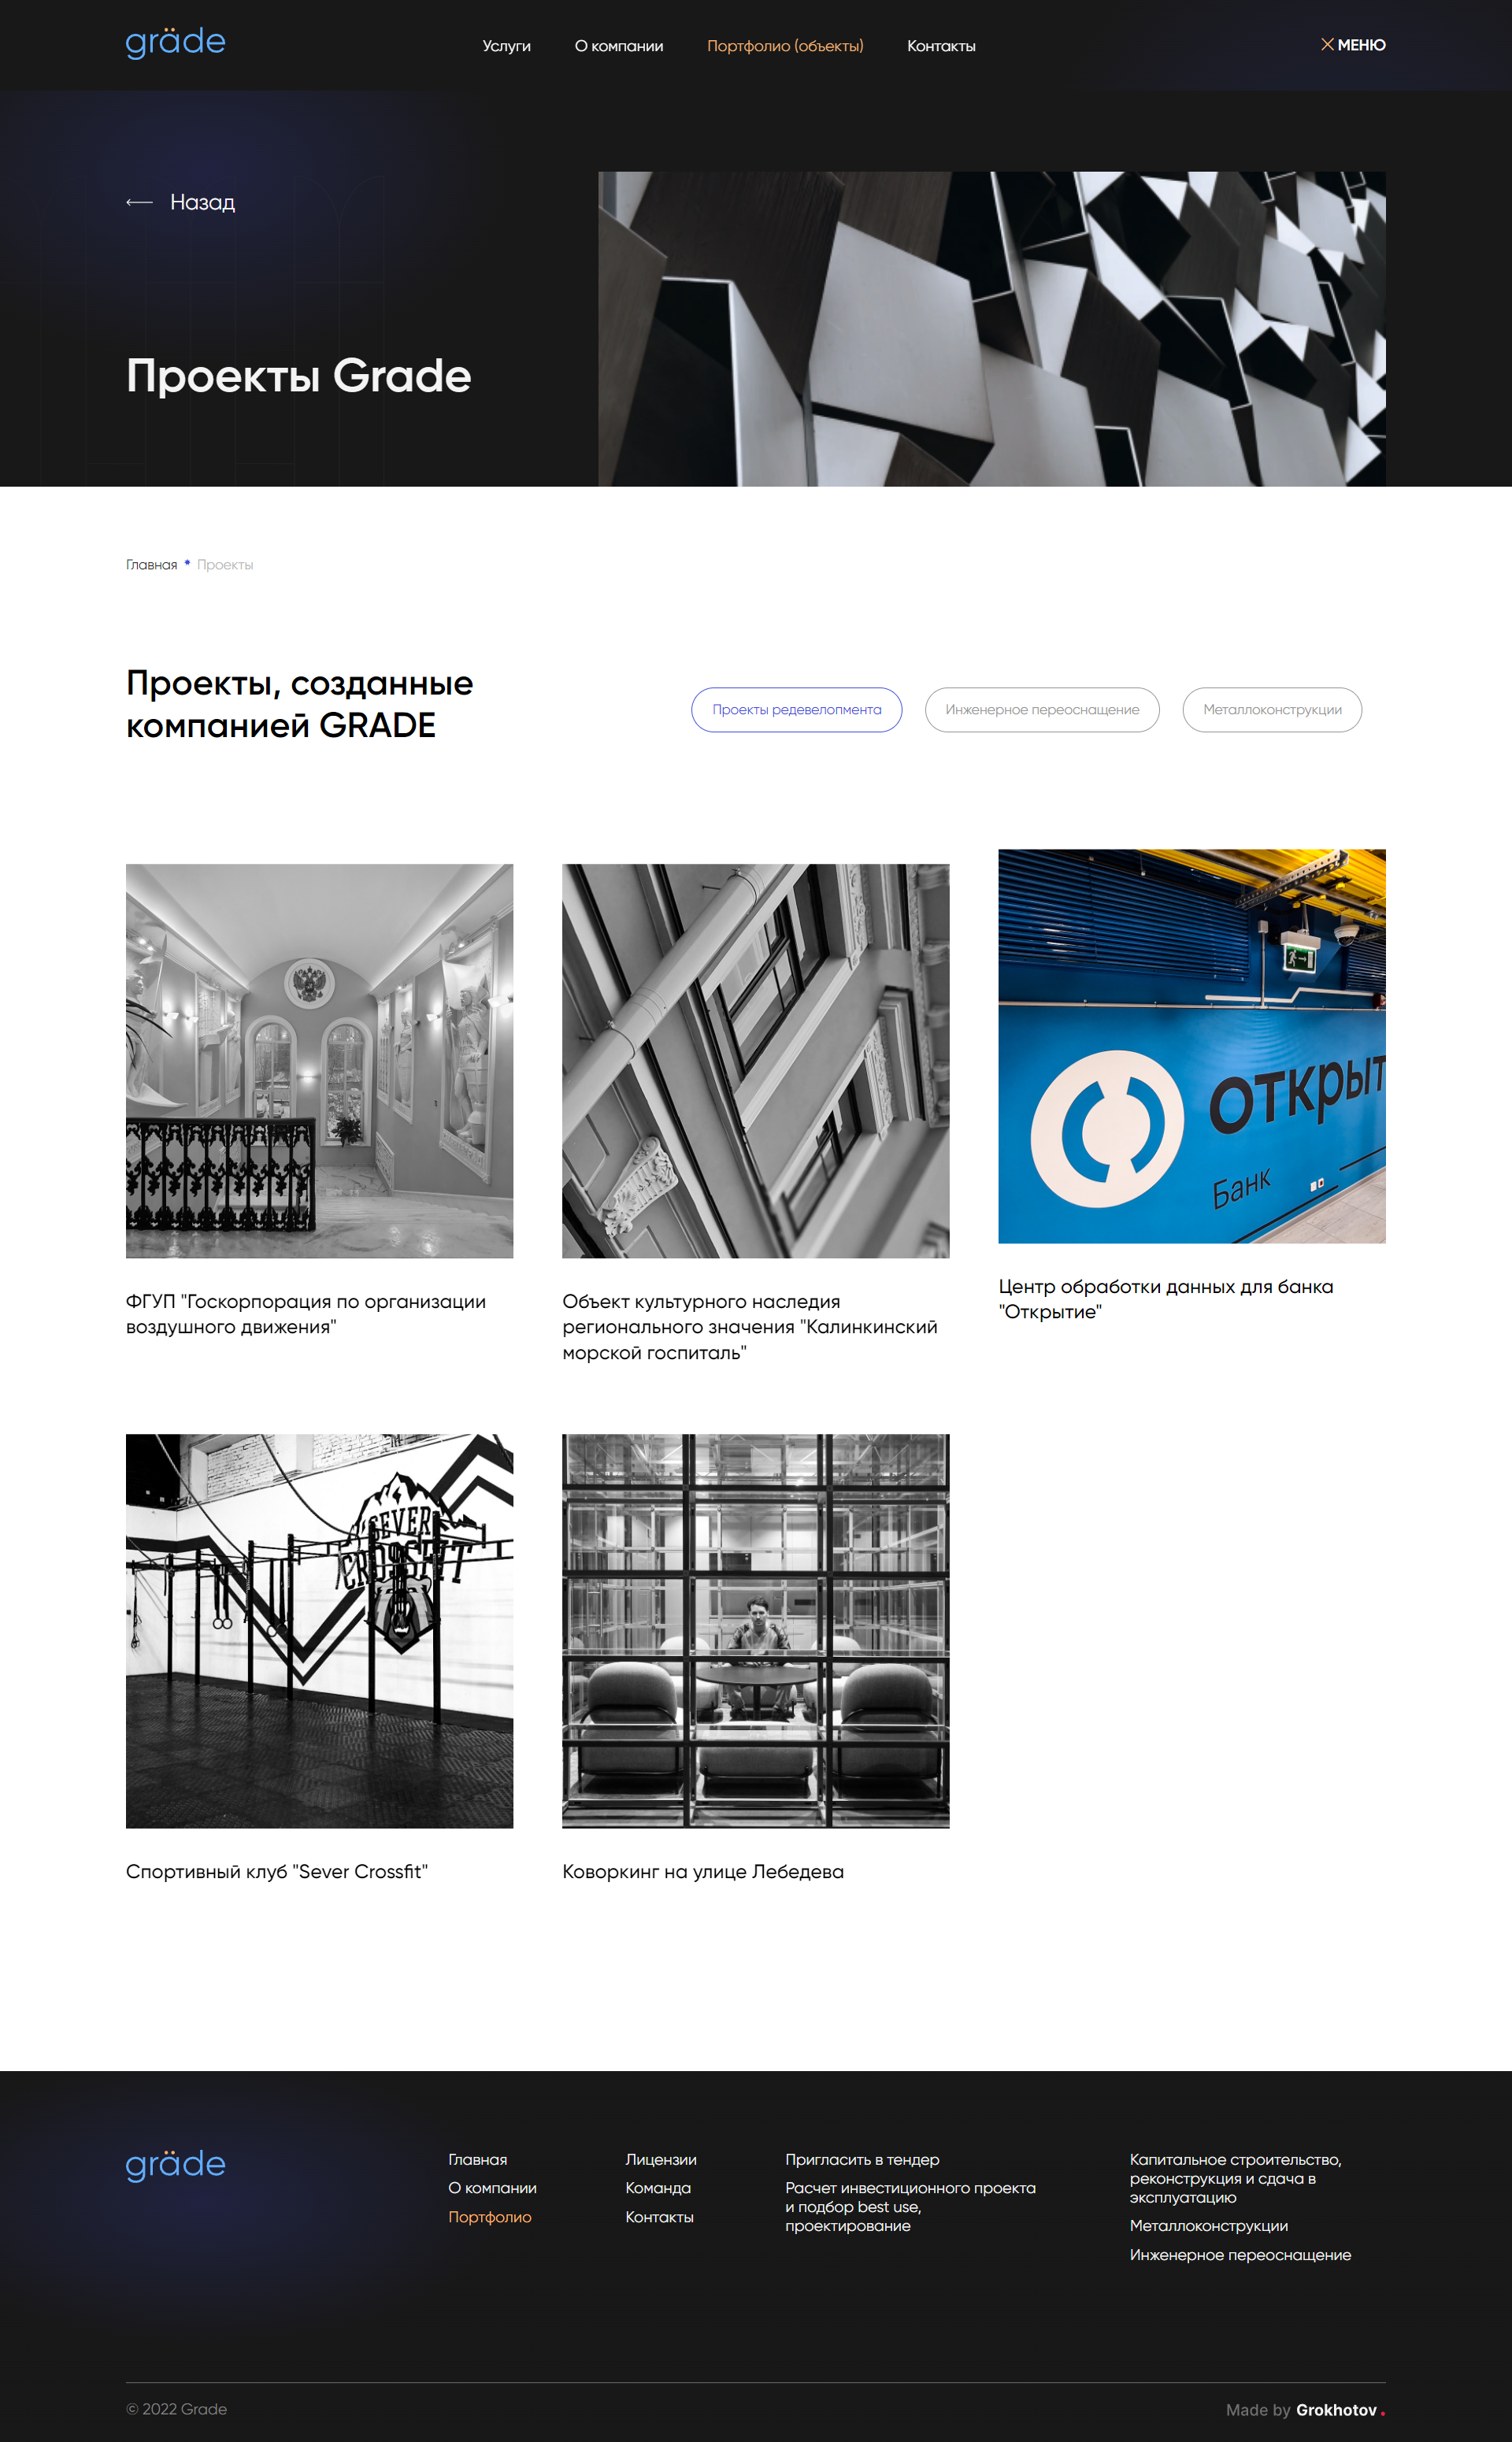 gräde
Услуги
О компании
Портфолио (объекты)
Контакты
МЕНЮ
Назад
Проекты Grade
Главная * Проекты
Проекты, созданные
компанией GRADE
Проекты редевелопмента
Инженерное переоснащение
Металлоконструкции
ОТКРЫТ
Банк
ФГУП "Госкорпорация по организации
воздушного движения"
Объект культурного наследия
регионального значения "Калинкинский
морской госпиталь"
Центр обработки данных для банка
"Открытие"
SEVER
CROSSFIT
Спортивный клуб "Sever Crossfit"
Коворкинг на улице Лебедева
gräde
Главная
О компании
Портфолио
Лицензии
Команда
Контакты
Пригласить в тендер
Расчет инвестиционного проекта
и подбор best use,
проектирование
Капитальное строительство,
реконструкция и сдача в
эксплуатацию
Металлоконструкции
Инженерное переоснащение
© 2022 Grade
Made by Grokhotov.